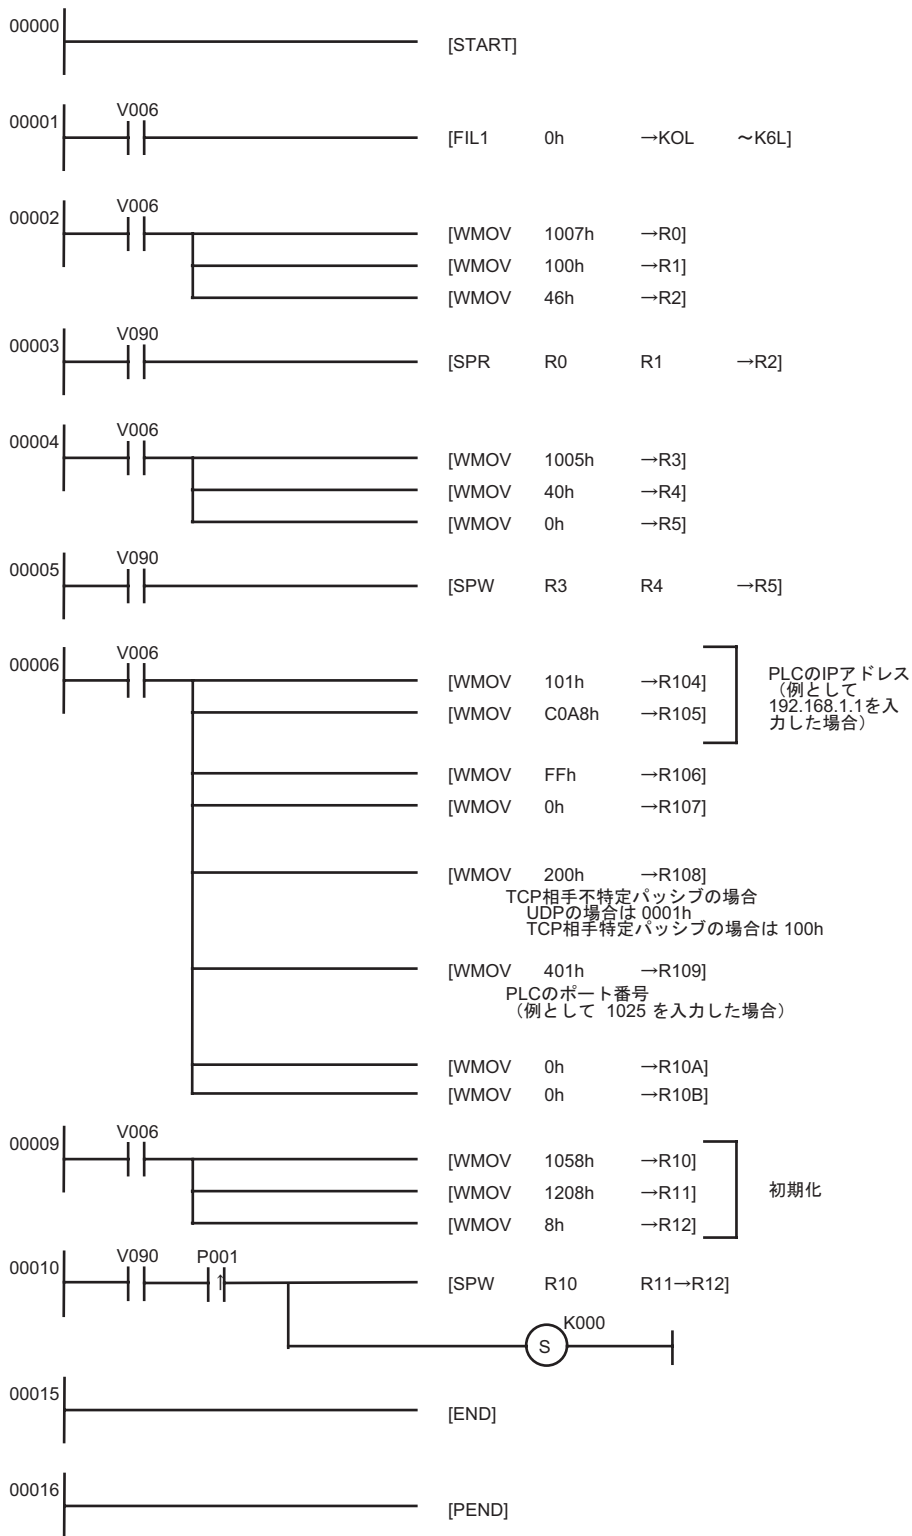 00000
[START]
00001
V006
[FIL1 0h →KOL ～K6L]
00002
V006
[WMOV 1007h →R0]
[WMOV 100h →R1]
[WMOV 46h →R2]
00003
V090
[SPR R0 R1 →R2]
00004
V006
[WMOV 1005h →R3]
[WMOV 40h →R4]
[WMOV 0h →R5]
00005
V090
[SPW R3 R4 →R5]
00006
V006
[WMOV 101h →R104]
[WMOV C0A8h →R105]
PLCのIPアドレス
（例として
192.168.1.1を入
力した場合）
[WMOV FFh →R106]
[WMOV 0h →R107]
[WMOV 200h →R108]
TCP相手不特定パッシブの場合
UDPの場合は 0001h
TCP相手特定パッシブの場合は 100h
[WMOV 401h →R109]
PLCのポート番号
（例として 1025 を入力した場合）
[WMOV 0h →R10A]
[WMOV 0h →R10B]
00009
V006
[WMOV 1058h →R10]
[WMOV 1208h →R11]
[WMOV 8h →R12]
初期化
00010
V090 P001
↑
[SPW R10 R11→R12]
K000
S
00015
[END]
00016
[PEND]